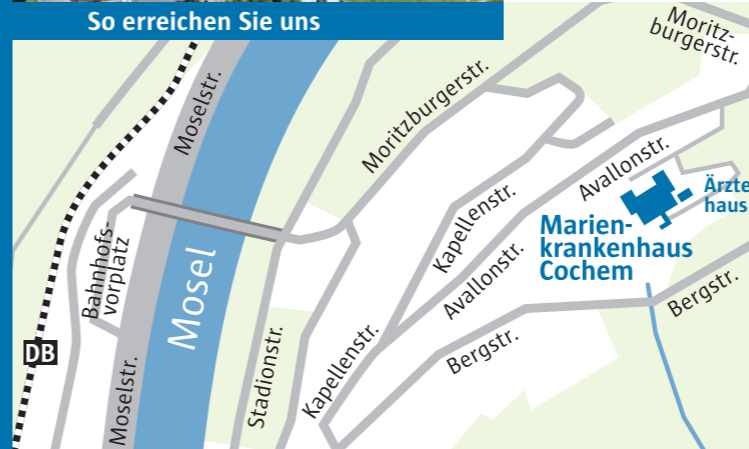 So erreichen Sie uns
Moritz-
burgerstr.
Moselstr.
Moritzburgerstr.
Avallonstr.
Ärzte
haus
Kapellenstr.
Marien-
krankenhaus
Cochem
Bahnhofs-
vorplatz
Mosel
Avallonstr.
Bergstr.
DB
Moselstr.
Stadionstr.
Kapellenstr.
Bergstr.